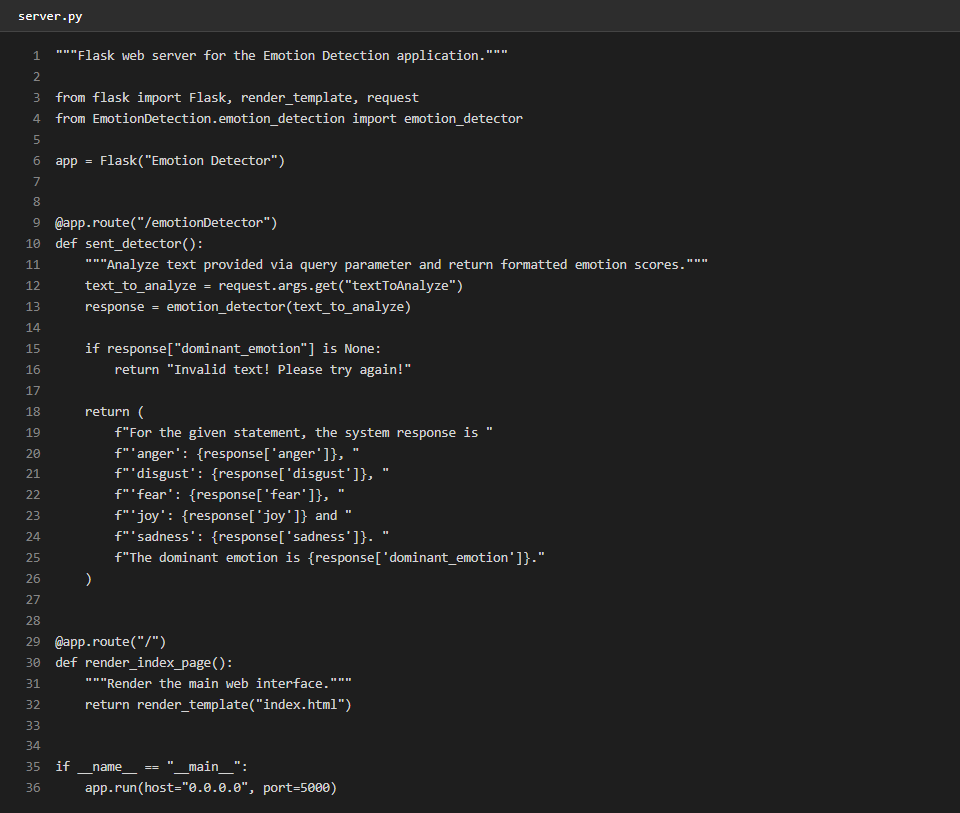 server.py
1 """Flask web server for the Emotion Detection application."""
2
3 from flask import Flask, render_template, request
4 from EmotionDetection.emotion_detection import emotion_detector
5
6 app = Flask("Emotion Detector")
7
8
9 @app.route("/emotionDetector")
10 def sent_detector():
11     """Analyze text provided via query parameter and return formatted emotion scores."""
12     text_to_analyze = request.args.get("textToAnalyze")
13     response = emotion_detector(text_to_analyze)
14
15     if response["dominant_emotion"] is None:
16         return "Invalid text! Please try again!"
17
18     return (
19         f"For the given statement, the system response is "
20         f"'anger': {response['anger']}, "
21         f"'disgust': {response['disgust']}, "
22         f"'fear': {response['fear']}, "
23         f"'joy': {response['joy']} and "
24         f"'sadness': {response['sadness']}. "
25         f"The dominant emotion is {response['dominant_emotion']}."
26     )
27
28
29 @app.route("/")
30 def render_index_page():
31     """Render the main web interface."""
32     return render_template("index.html")
33
34
35 if __name__ == "__main__":
36     app.run(host="0.0.0.0", port=5000)